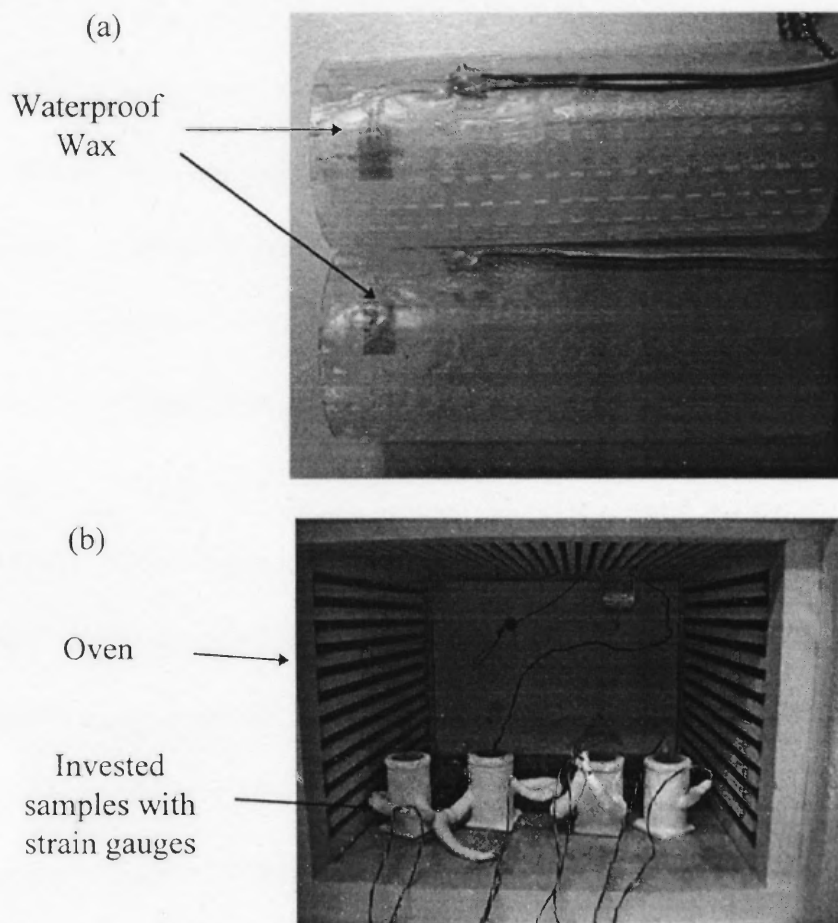 (a)
Waterproof
Wax
(b)
Oven
Invested
samples with
strain gauges